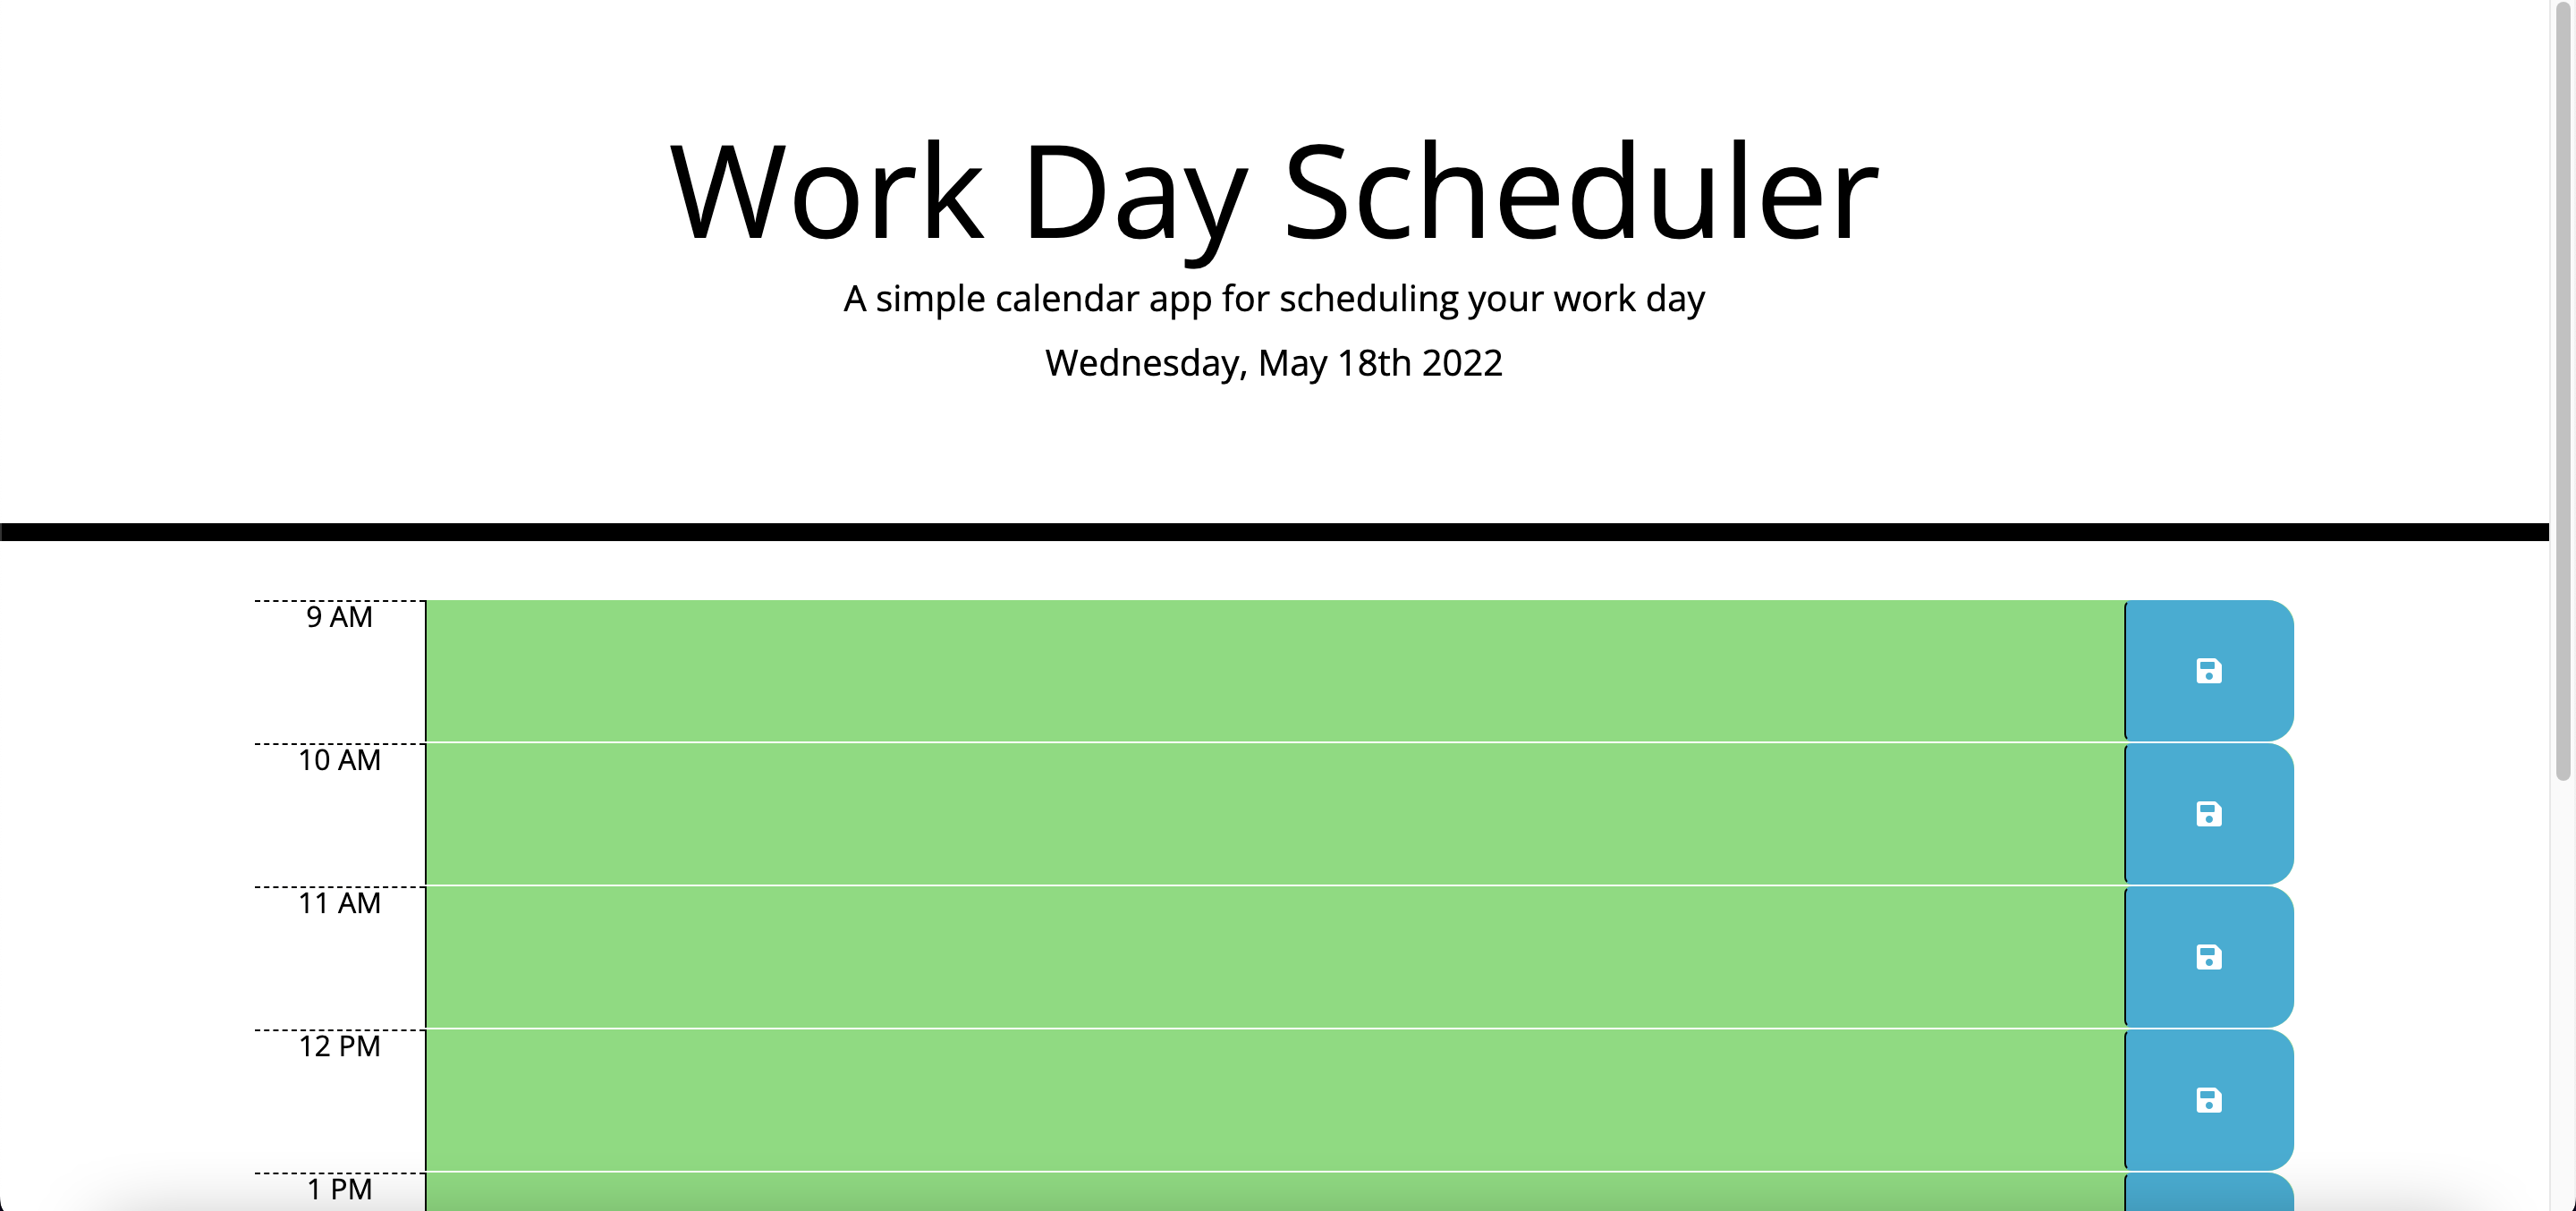 Work Day Scheduler
A simple calendar app for scheduling your work day
Wednesday, May 18th 2022
9 AM
10 AM
11 AM
12 PM
1 PM